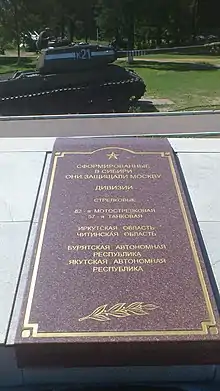 К21
СФОРМИРОВАННЫЕ
В СИБИРИ
ОНИ ЗАЩИЩАЛИ МОСКВУ
ДИВИЗИИ
СТРЕЛКОВЫЕ
82-я МОТОСТРЕЛКОВАЯ
57-я ТАНКОВАЯ
ИРКУТСКАЯ ОБЛАСТЬ
ЧИТИНСКАЯ ОБЛАСТЬ
БУРЯТСКАЯ АВТОНОМНАЯ
РЕСПУБЛИКА
ЯКУТСКАЯ АВТОНОМНАЯ
РЕСПУБЛИКА